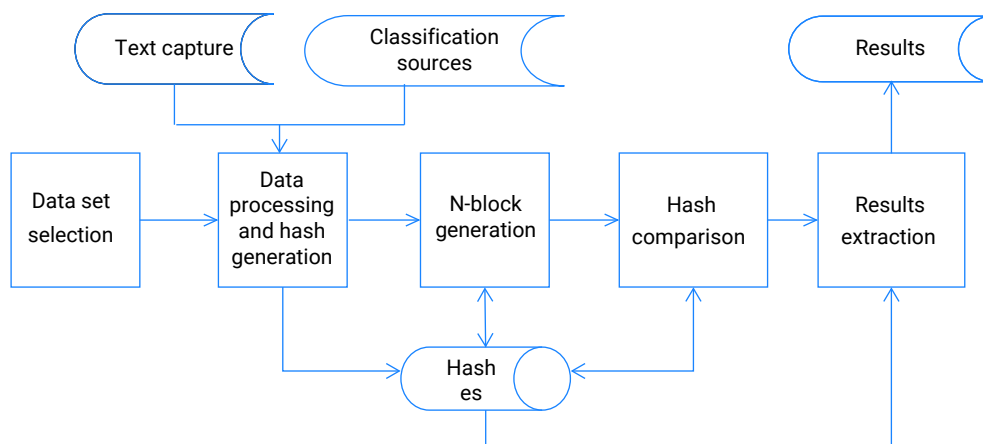 Text capture
Classification
sources
Results
Data set
selection
Data
processing
and hash
generation
N-block
generation
Hash
comparison
Results
extraction
Hash
es